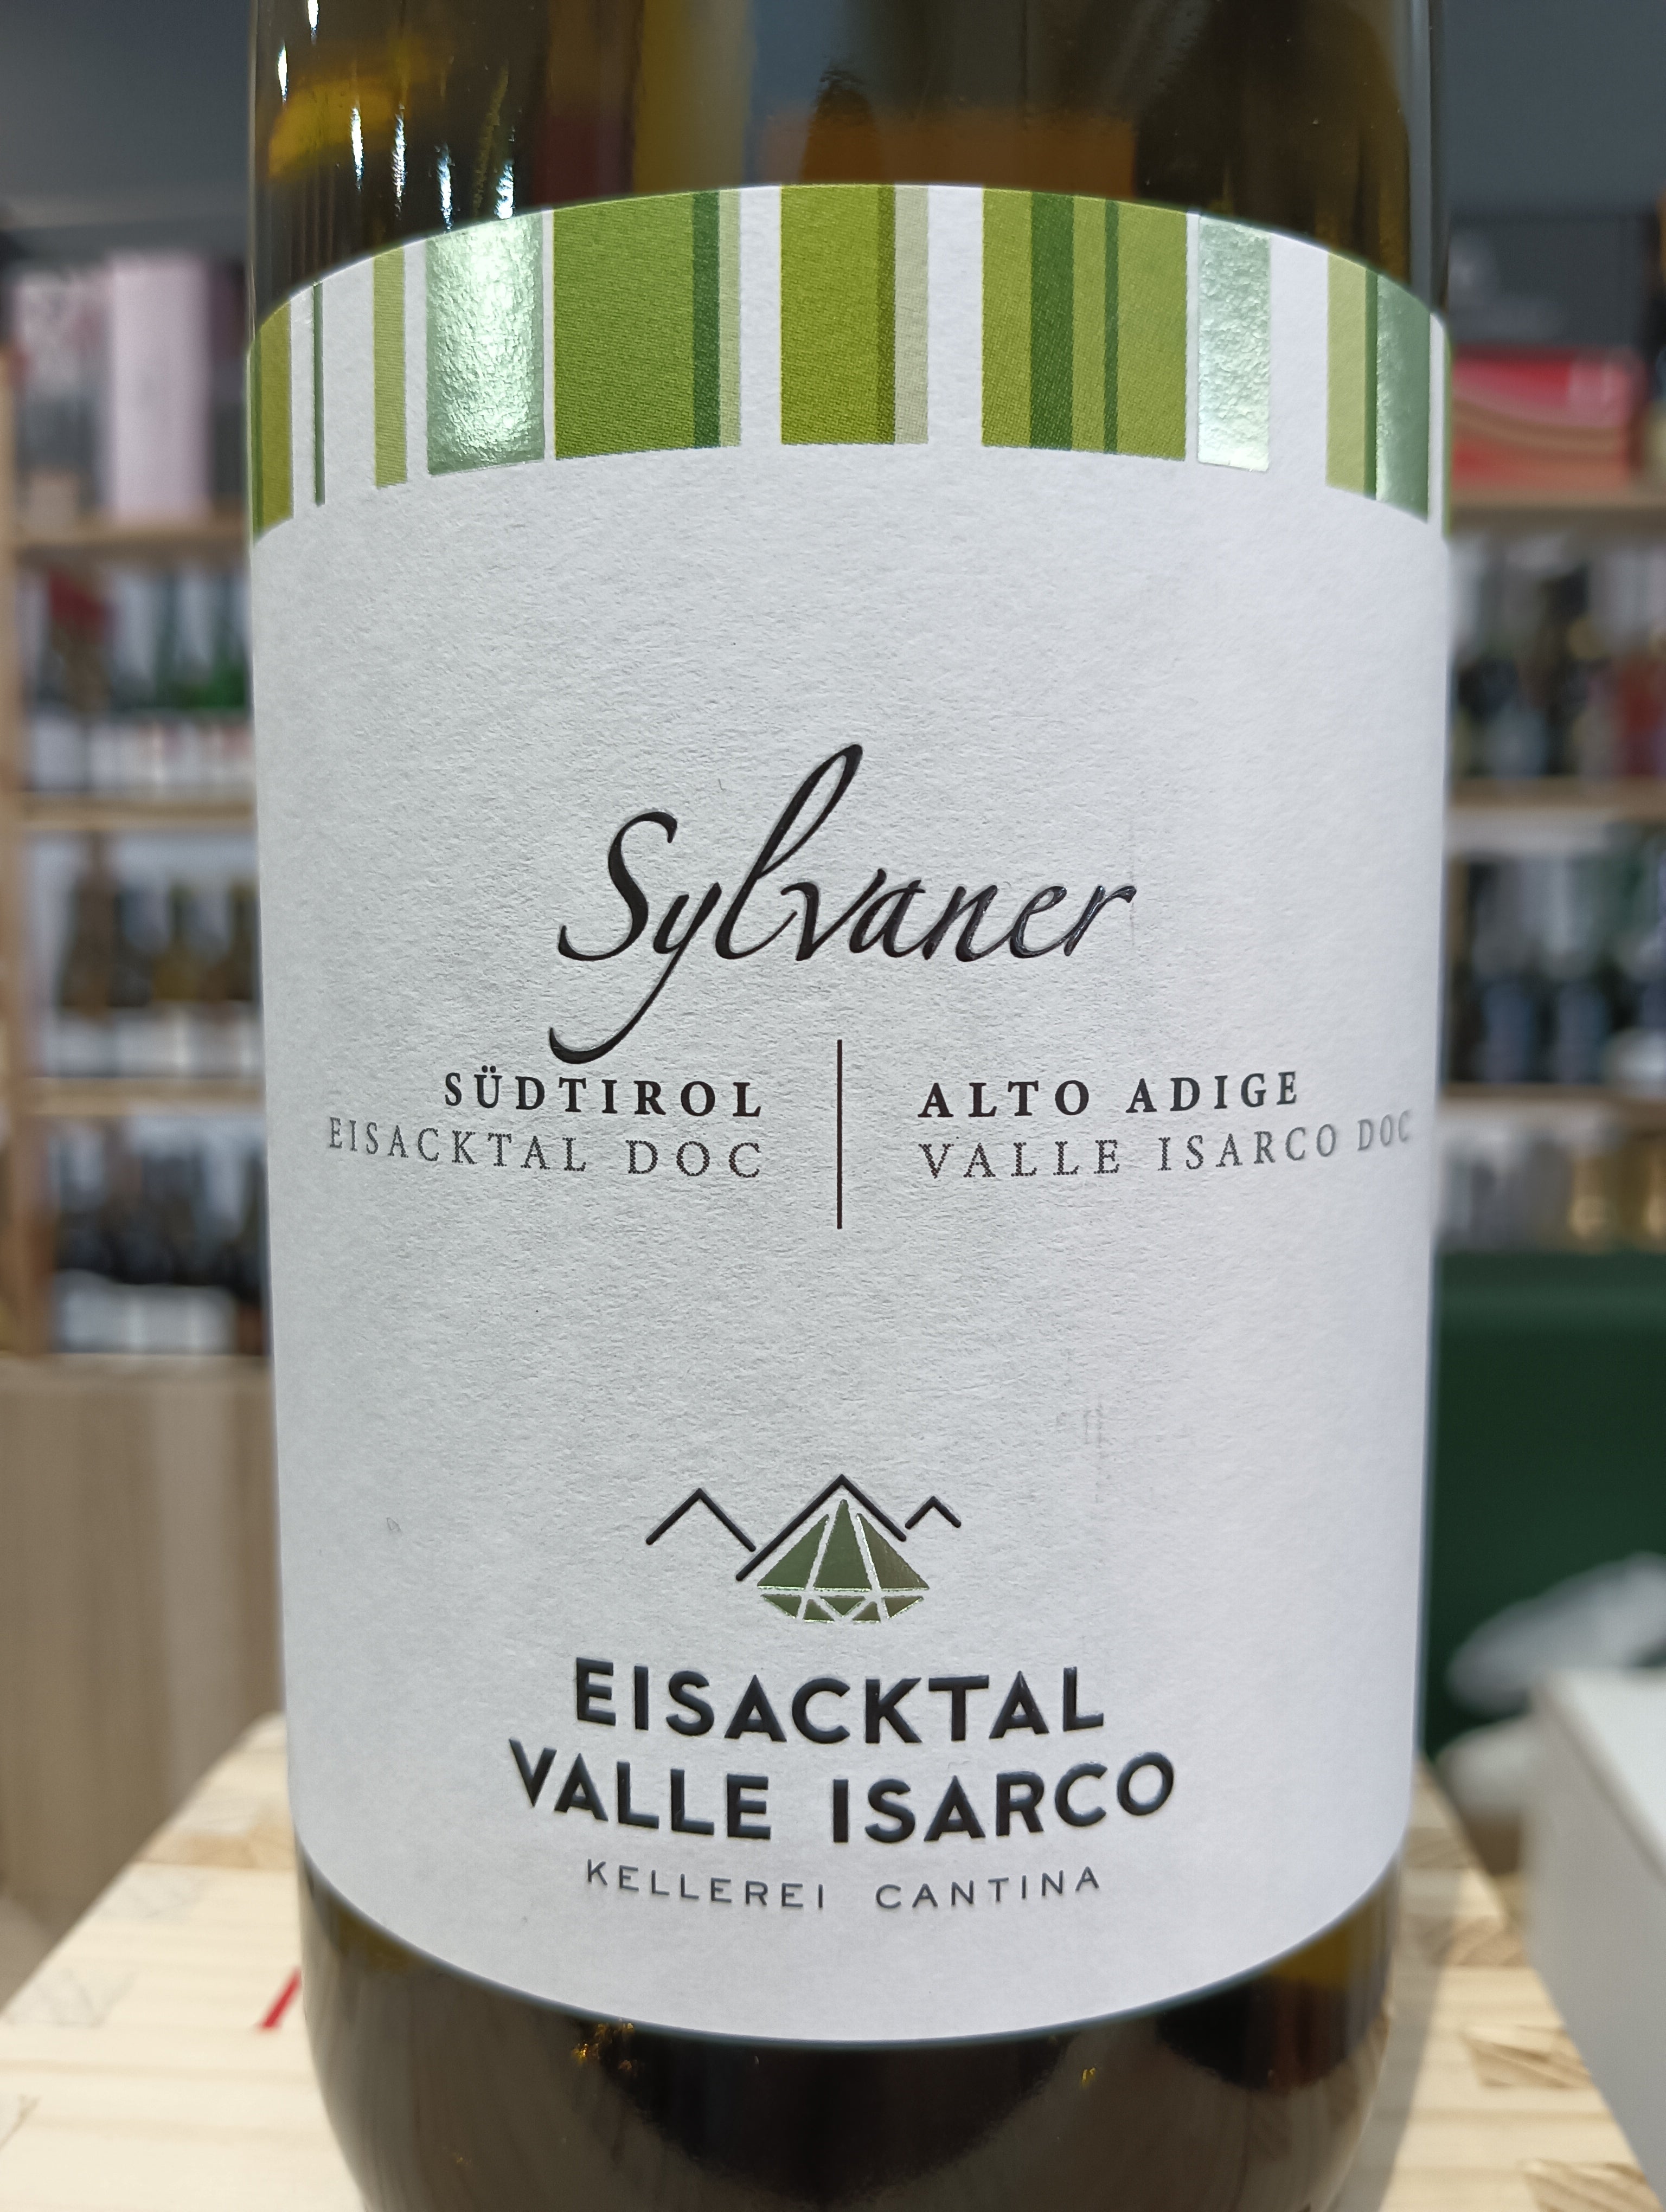 Sylvaner
SÜDTIROL | ALTO ADIGE
EISACKTAL DOC | VALLE ISARCO DOC
EISACKTAL
VALLE ISARCO
KELLEREI CANTINA